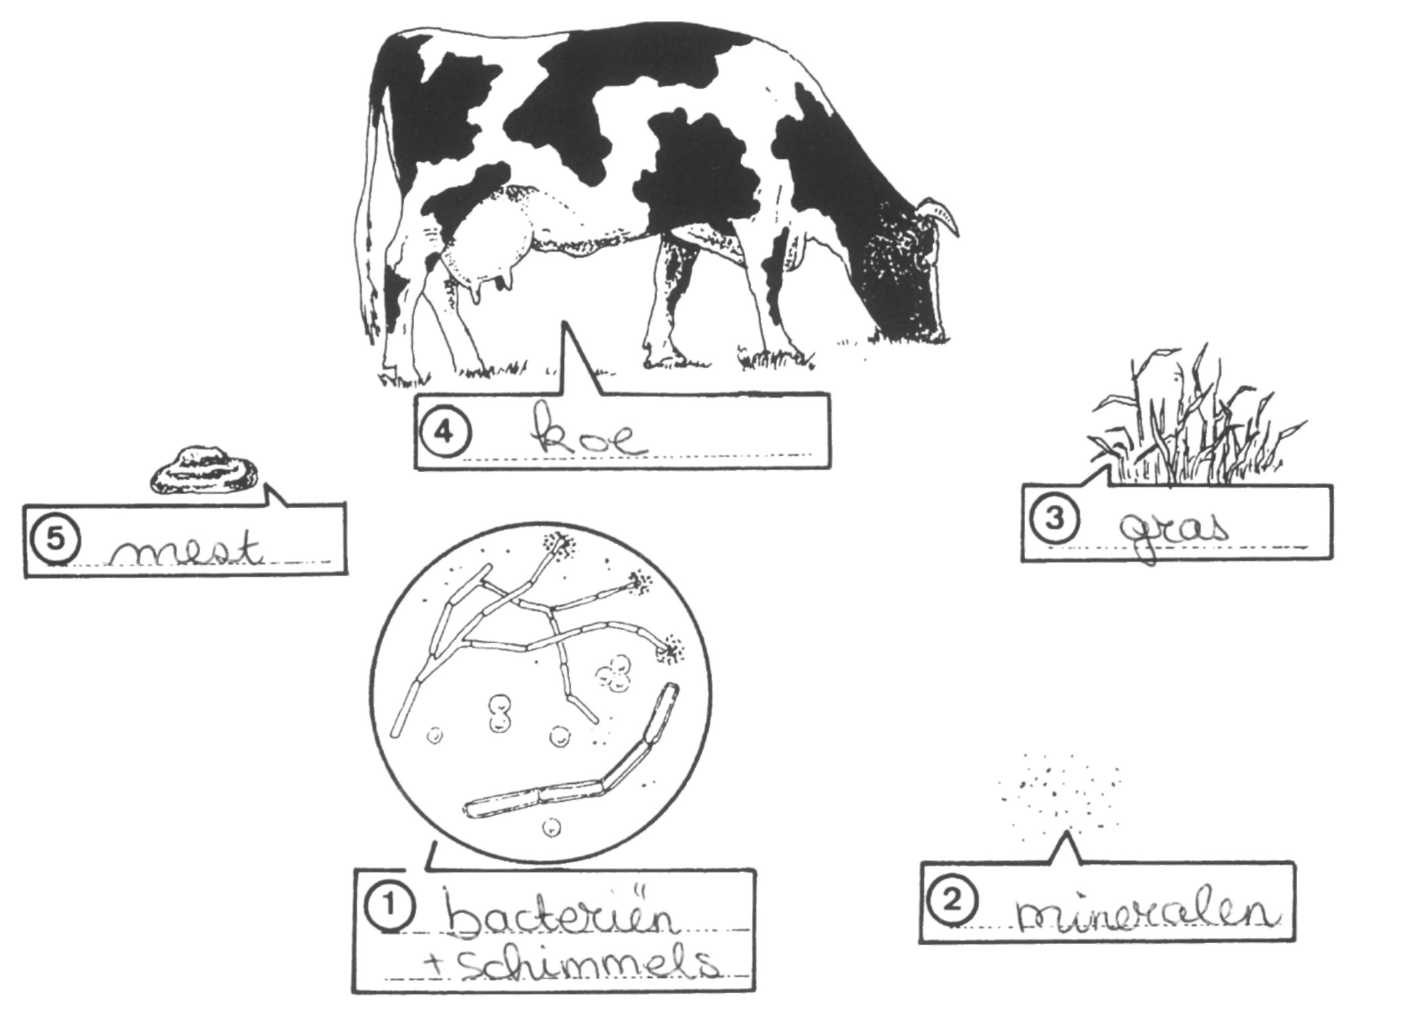 4 koe
3 gras
5 mest
1 bacteriën
+ schimmels
2 mineralen